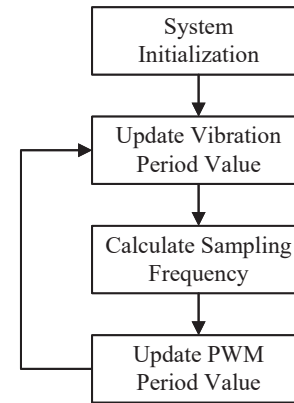 System
Initialization
Update Vibration
Period Value
Calculate Sampling
Frequency
Update PWM
Period Value